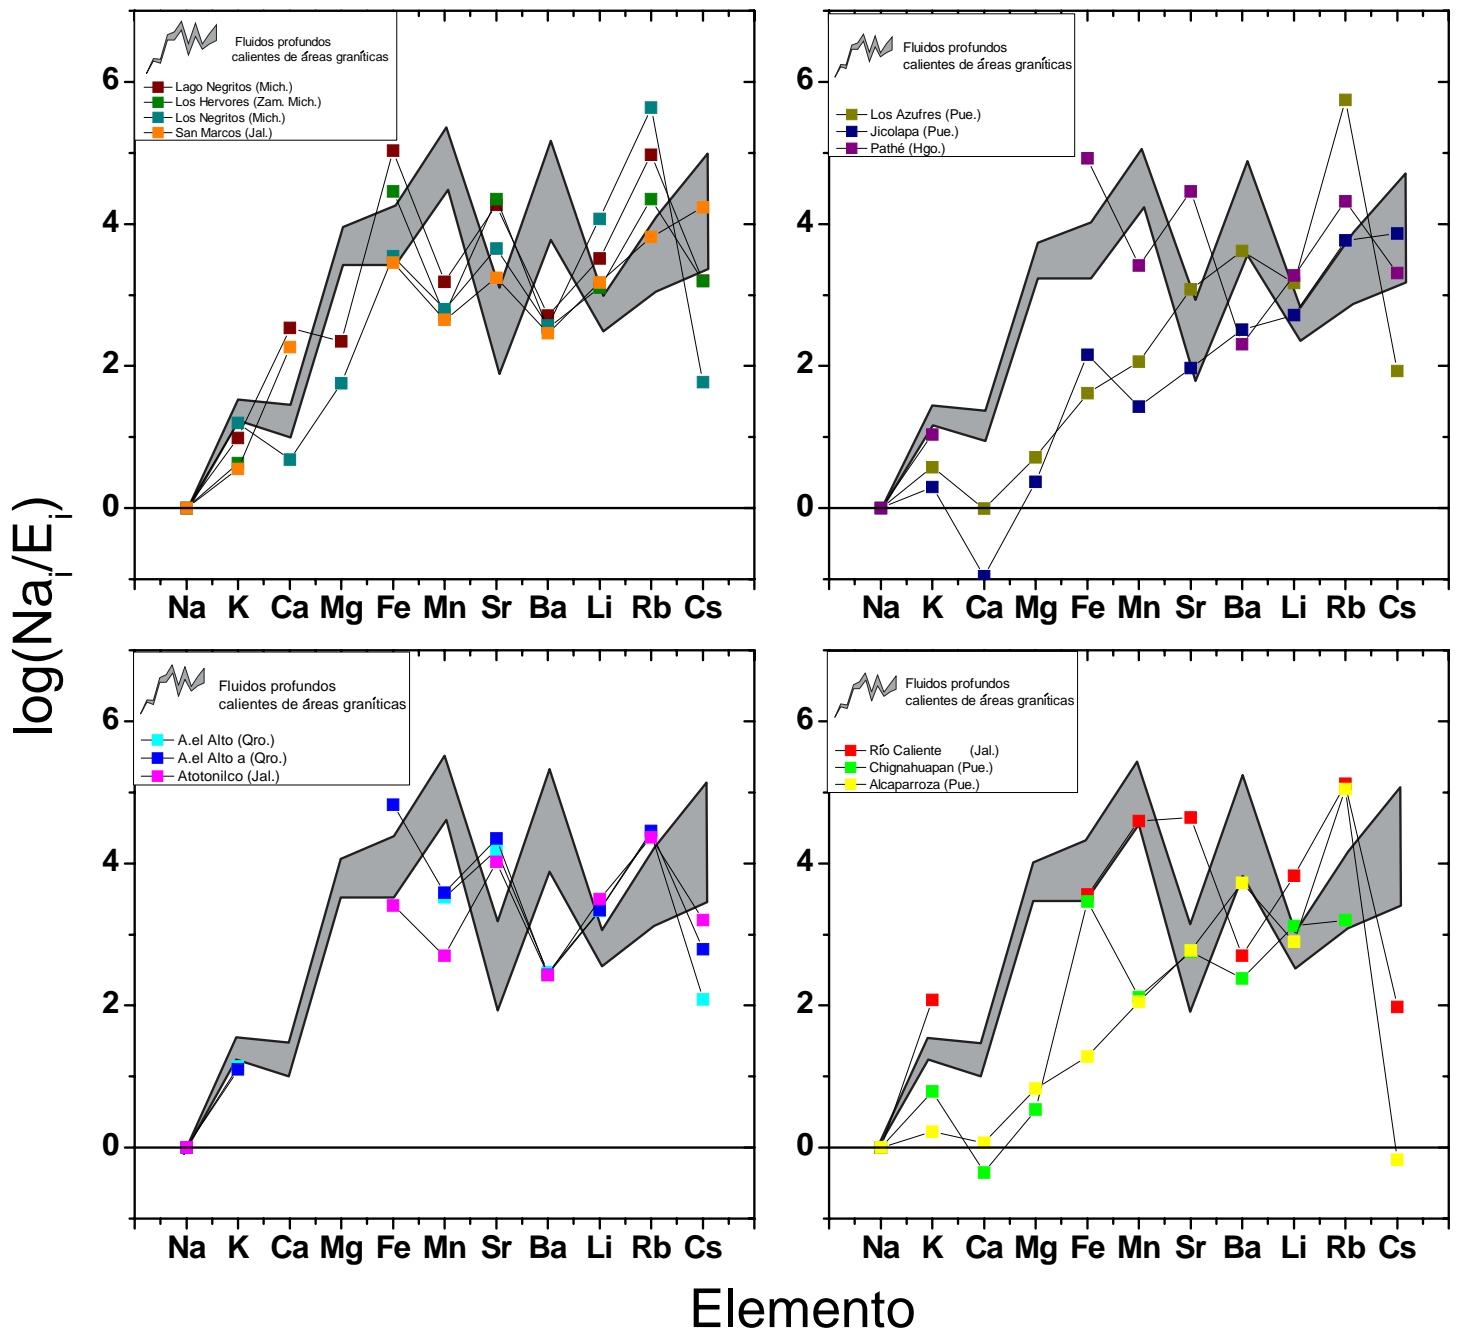 log(Na_i/E_i)
Fluidos profundos
calientes de áreas graníticas
Lago Negritos (Mich.)
Los Hervores (Zam. Mich.)
Los Negritos (Mich.)
San Marcos (Jal.)
6
4
2
0
Na K Ca Mg Fe Mn Sr Ba Li Rb Cs
Fluidos profundos
calientes de áreas graníticas
Los Azufres (Pue.)
Jicolapa (Pue.)
Pathé (Hgo.)
6
4
2
0
Na K Ca Mg Fe Mn Sr Ba Li Rb Cs
Fluidos profundos
calientes de áreas graníticas
A.el Alto (Qro.)
A.el Alto a (Qro.)
Atotonilco (Jal.)
6
4
2
0
Na K Ca Mg Fe Mn Sr Ba Li Rb Cs
Fluidos profundos
calientes de áreas graníticas
Río Caliente (Jal.)
Chignahuapan (Pue.)
Alcaparroza (Pue.)
6
4
2
0
Na K Ca Mg Fe Mn Sr Ba Li Rb Cs
Elemento